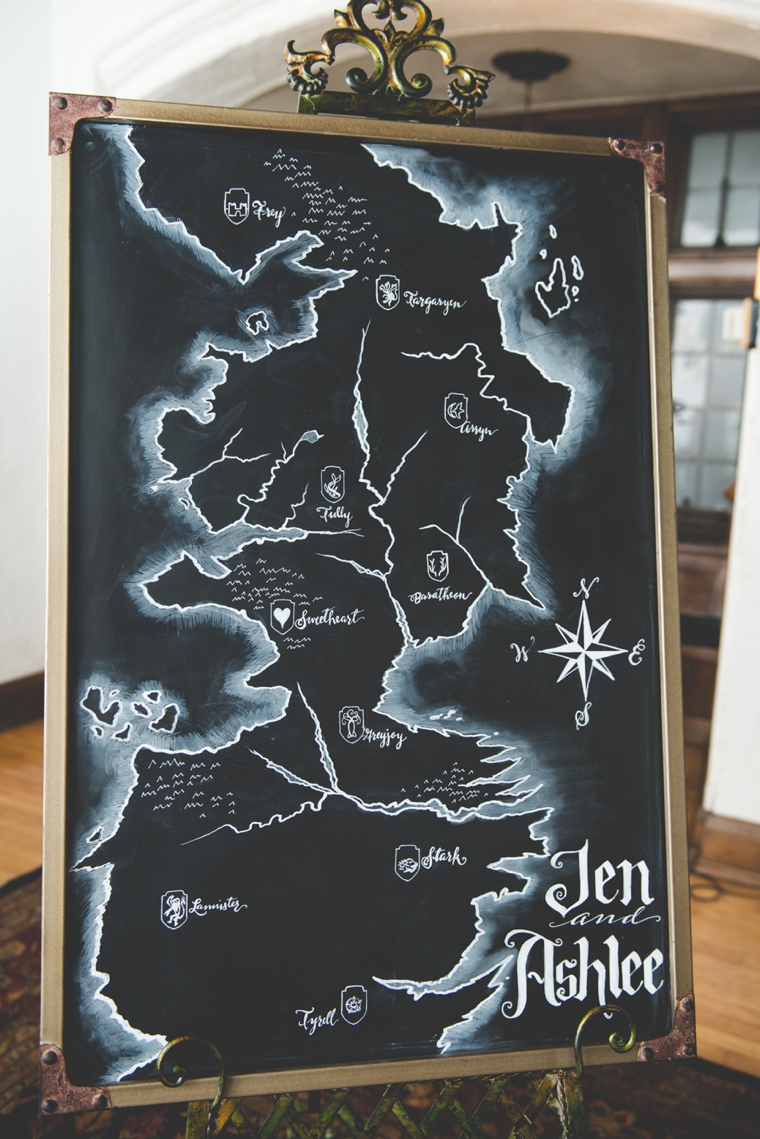 Frey
Targaryen
Arryn
Tully
Baratheon
Sweetheart
N
W E
S
Greyjoy
Stark
Lannister
Tyrell
Jen
and
Ashlee